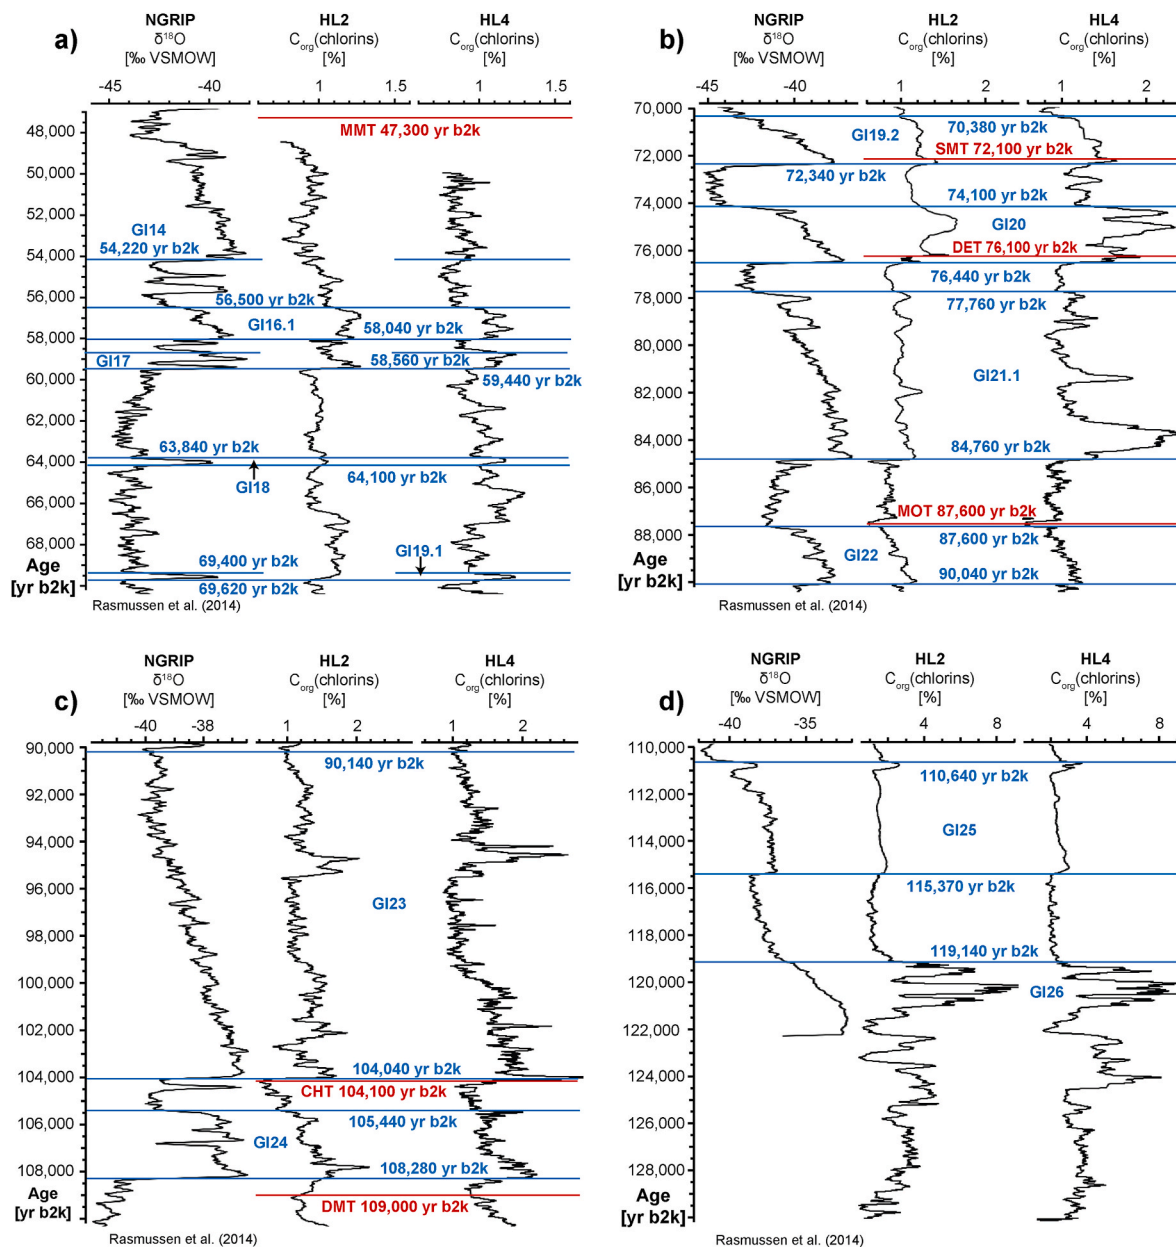 a)
NGRIP
δ18O
[‰ VSMOW]
-45 -40
HL2
Corg(chlorins)
[%]
1 1.5
HL4
Corg(chlorins)
[%]
1 1.5
48,000
50,000
52,000
54,000
56,000
58,000
60,000
62,000
64,000
66,000
68,000
Age
[yr b2k]
MMT 47,300 yr b2k
GI14
54,220 yr b2k
56,500 yr b2k
GI16.1
58,040 yr b2k
GI17
58,560 yr b2k
59,440 yr b2k
63,840 yr b2k
GI18
64,100 yr b2k
GI19.1
69,400 yr b2k
69,620 yr b2k
Rasmussen et al. (2014)
b)
NGRIP
δ18O
[‰ VSMOW]
-45 -40
HL2
Corg(chlorins)
[%]
1 2
HL4
Corg(chlorins)
[%]
1 2
70,000
72,000
74,000
76,000
78,000
80,000
82,000
84,000
86,000
88,000
Age
[yr b2k]
GI19.2
70,380 yr b2k
SMT 72,100 yr b2k
72,340 yr b2k
74,100 yr b2k
GI20
DET 76,100 yr b2k
76,440 yr b2k
77,760 yr b2k
GI21.1
84,760 yr b2k
MOT 87,600 yr b2k
87,600 yr b2k
GI22
90,040 yr b2k
Rasmussen et al. (2014)
c)
NGRIP
δ18O
[‰ VSMOW]
-40 -38
HL2
Corg(chlorins)
[%]
1 2
HL4
Corg(chlorins)
[%]
1 2
90,000
92,000
94,000
96,000
98,000
100,000
102,000
104,000
106,000
108,000
Age
[yr b2k]
90,140 yr b2k
GI23
104,040 yr b2k
CHT 104,100 yr b2k
105,440 yr b2k
GI24
108,280 yr b2k
DMT 109,000 yr b2k
Rasmussen et al. (2014)
d)
NGRIP
δ18O
[‰ VSMOW]
-40 -35
HL2
Corg(chlorins)
[%]
4 8
HL4
Corg(chlorins)
[%]
4 8
110,000
112,000
114,000
116,000
118,000
120,000
122,000
124,000
126,000
128,000
Age
[yr b2k]
110,640 yr b2k
GI25
115,370 yr b2k
119,140 yr b2k
GI26
Rasmussen et al. (2014)